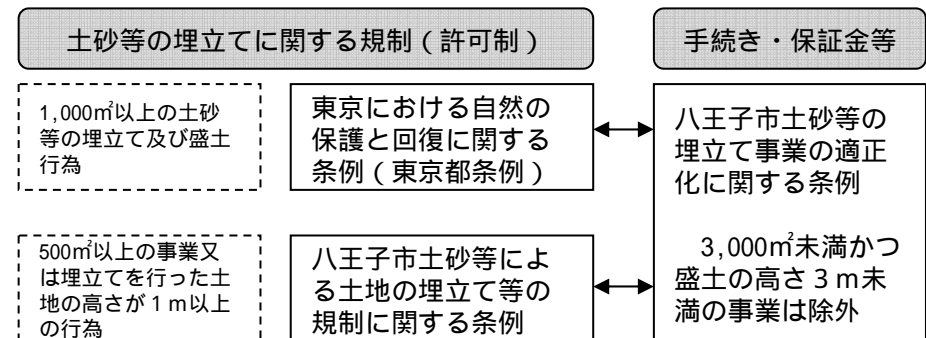 土砂等の埋立てに関する規制(許可制)
手続き・保証金等
1,000㎡以上の土砂
等の埋立て及び盛土
行為
東京における自然の
保護と回復に関する
条例(東京都条例)
八王子市土砂等の
埋立て事業の適正
化に関する条例
3,000㎡未満かつ
盛土の高さ3m未
満の事業は除外
500㎡以上の事業又
は埋立てを行った土
地の高さが1m以上
の行為
八王子市土砂等によ
る土地の埋立て等の
規制に関する条例